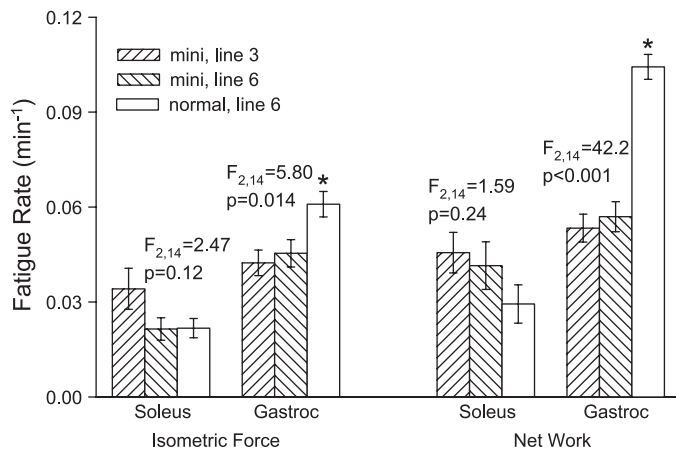 0.12
0.09
0.06
0.03
0.00
Fatigue Rate (min⁻¹)
mini, line 3
mini, line 6
normal, line 6
F2,14=2.47
p=0.12
F2,14=5.80
p=0.014
*
F2,14=1.59
p=0.24
F2,14=42.2
p<0.001
*
Soleus Gastroc Soleus Gastroc
Isometric Force Net Work